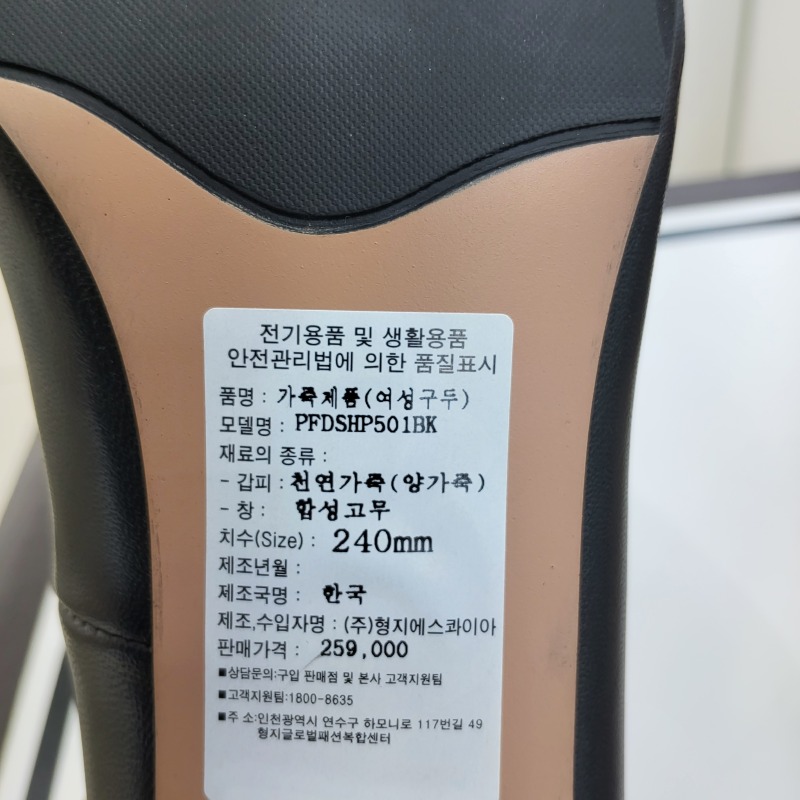 전기용품 및 생활용품
안전관리법에 의한 품질표시
품명 : 가죽제품(여성구두)
모델명 : PFDSHP501BK
재료의 종류 :
- 갑피 : 천연가죽(양가죽)
- 창 : 합성고무
치수(Size) : 240mm
제조년월 :
제조국명 : 한국
제조,수입자명 : (주)형지에스콰이아
판매가격 : 259,000
■상담문의:구입 판매점 및 본사 고객지원팀
■고객지원팀:1800-8635
■주 소:인천광역시 연수구 하모니로 117번길 49
형지글로벌패션복합센터